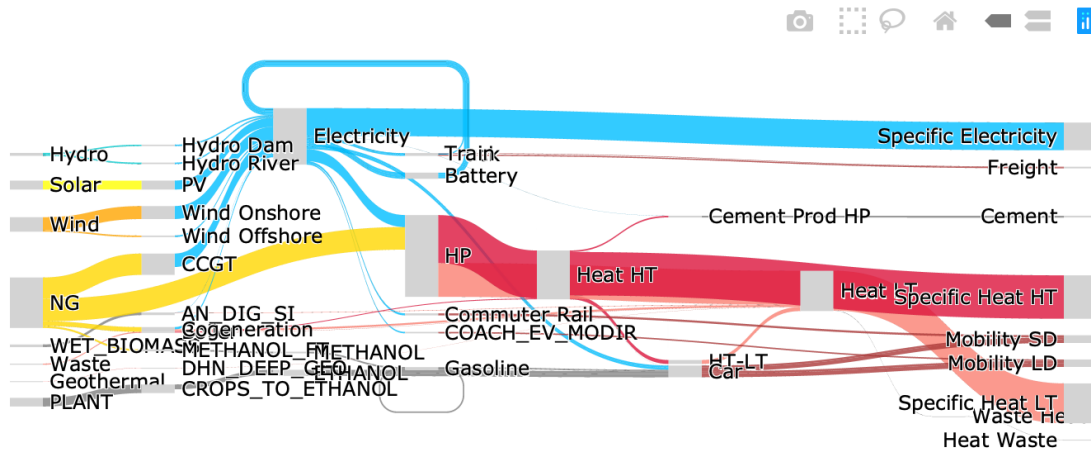 Electricity
Specific Electricity
Hydro
Hydro Dam
Hydro River
Train
Freight
Solar
PV
Battery
Wind
Wind Onshore
Wind Offshore
Cement Prod HP
Cement
CCGT
HP
Heat HT
Heat LT
Specific Heat HT
NG
AN_DIG_SI
Commuter Rail
Cogeneration
COACH_EV_MODIR
WET_BIOMASS
METHANOL_FT
METHANOL
Mobility SD
Waste
DHN_DEEP_GEO
ETHANOL
Gasoline
HT-LT
Car
Mobility LD
Geothermal
CROPS_TO_ETHANOL
PLANT
Specific Heat LT
Waste He
Heat Waste